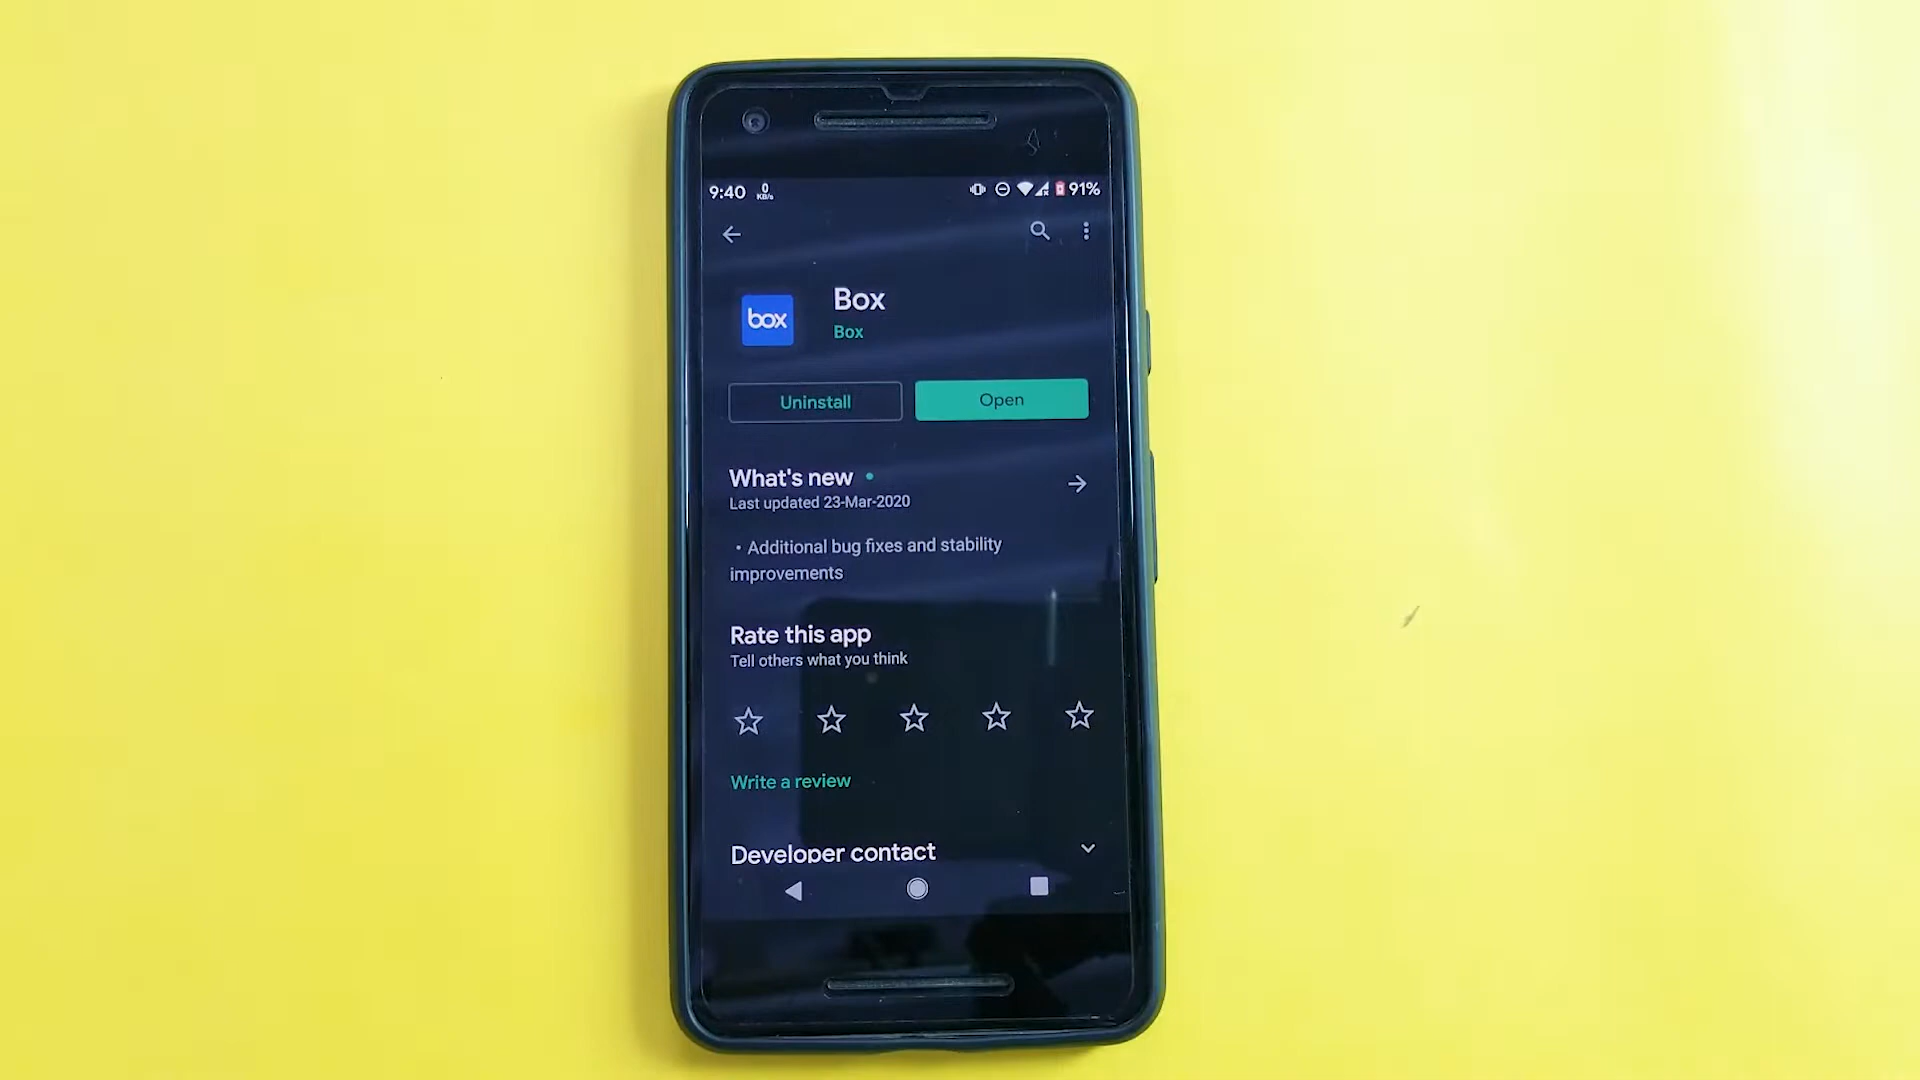 9:40 0 KB/s 91%
box
Box
Box
Uninstall Open
What's new
Last updated 23-Mar-2020
• Additional bug fixes and stability
improvements
Rate this app
Tell others what you think
Write a review
Developer contact